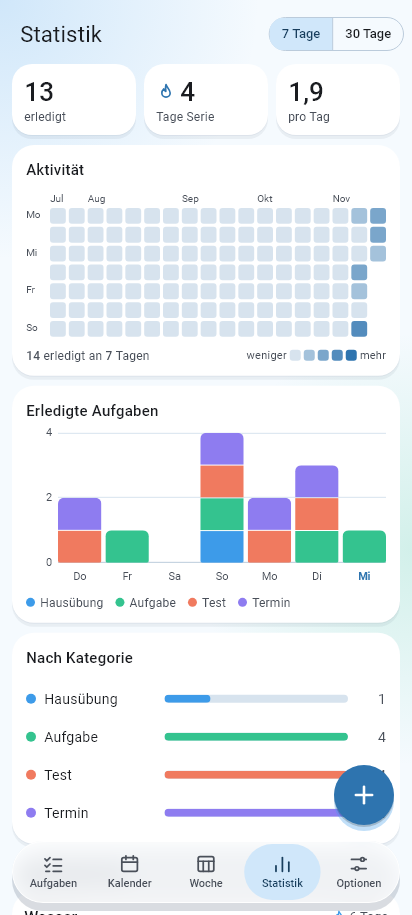 Statistik
7 Tage 30 Tage
13 4 1,9
erledigt Tage Serie pro Tag
Aktivität
Jul Aug Sep Okt Nov
Mo
Mi
Fr
So
14 erledigt an 7 Tagen weniger mehr
Erledigte Aufgaben
4
2
0
Do Fr Sa So Mo Di Mi
Hausübung Aufgabe Test Termin
Nach Kategorie
Hausübung 1
Aufgabe 4
Test
Termin
Aufgaben Kalender Woche Statistik Optionen